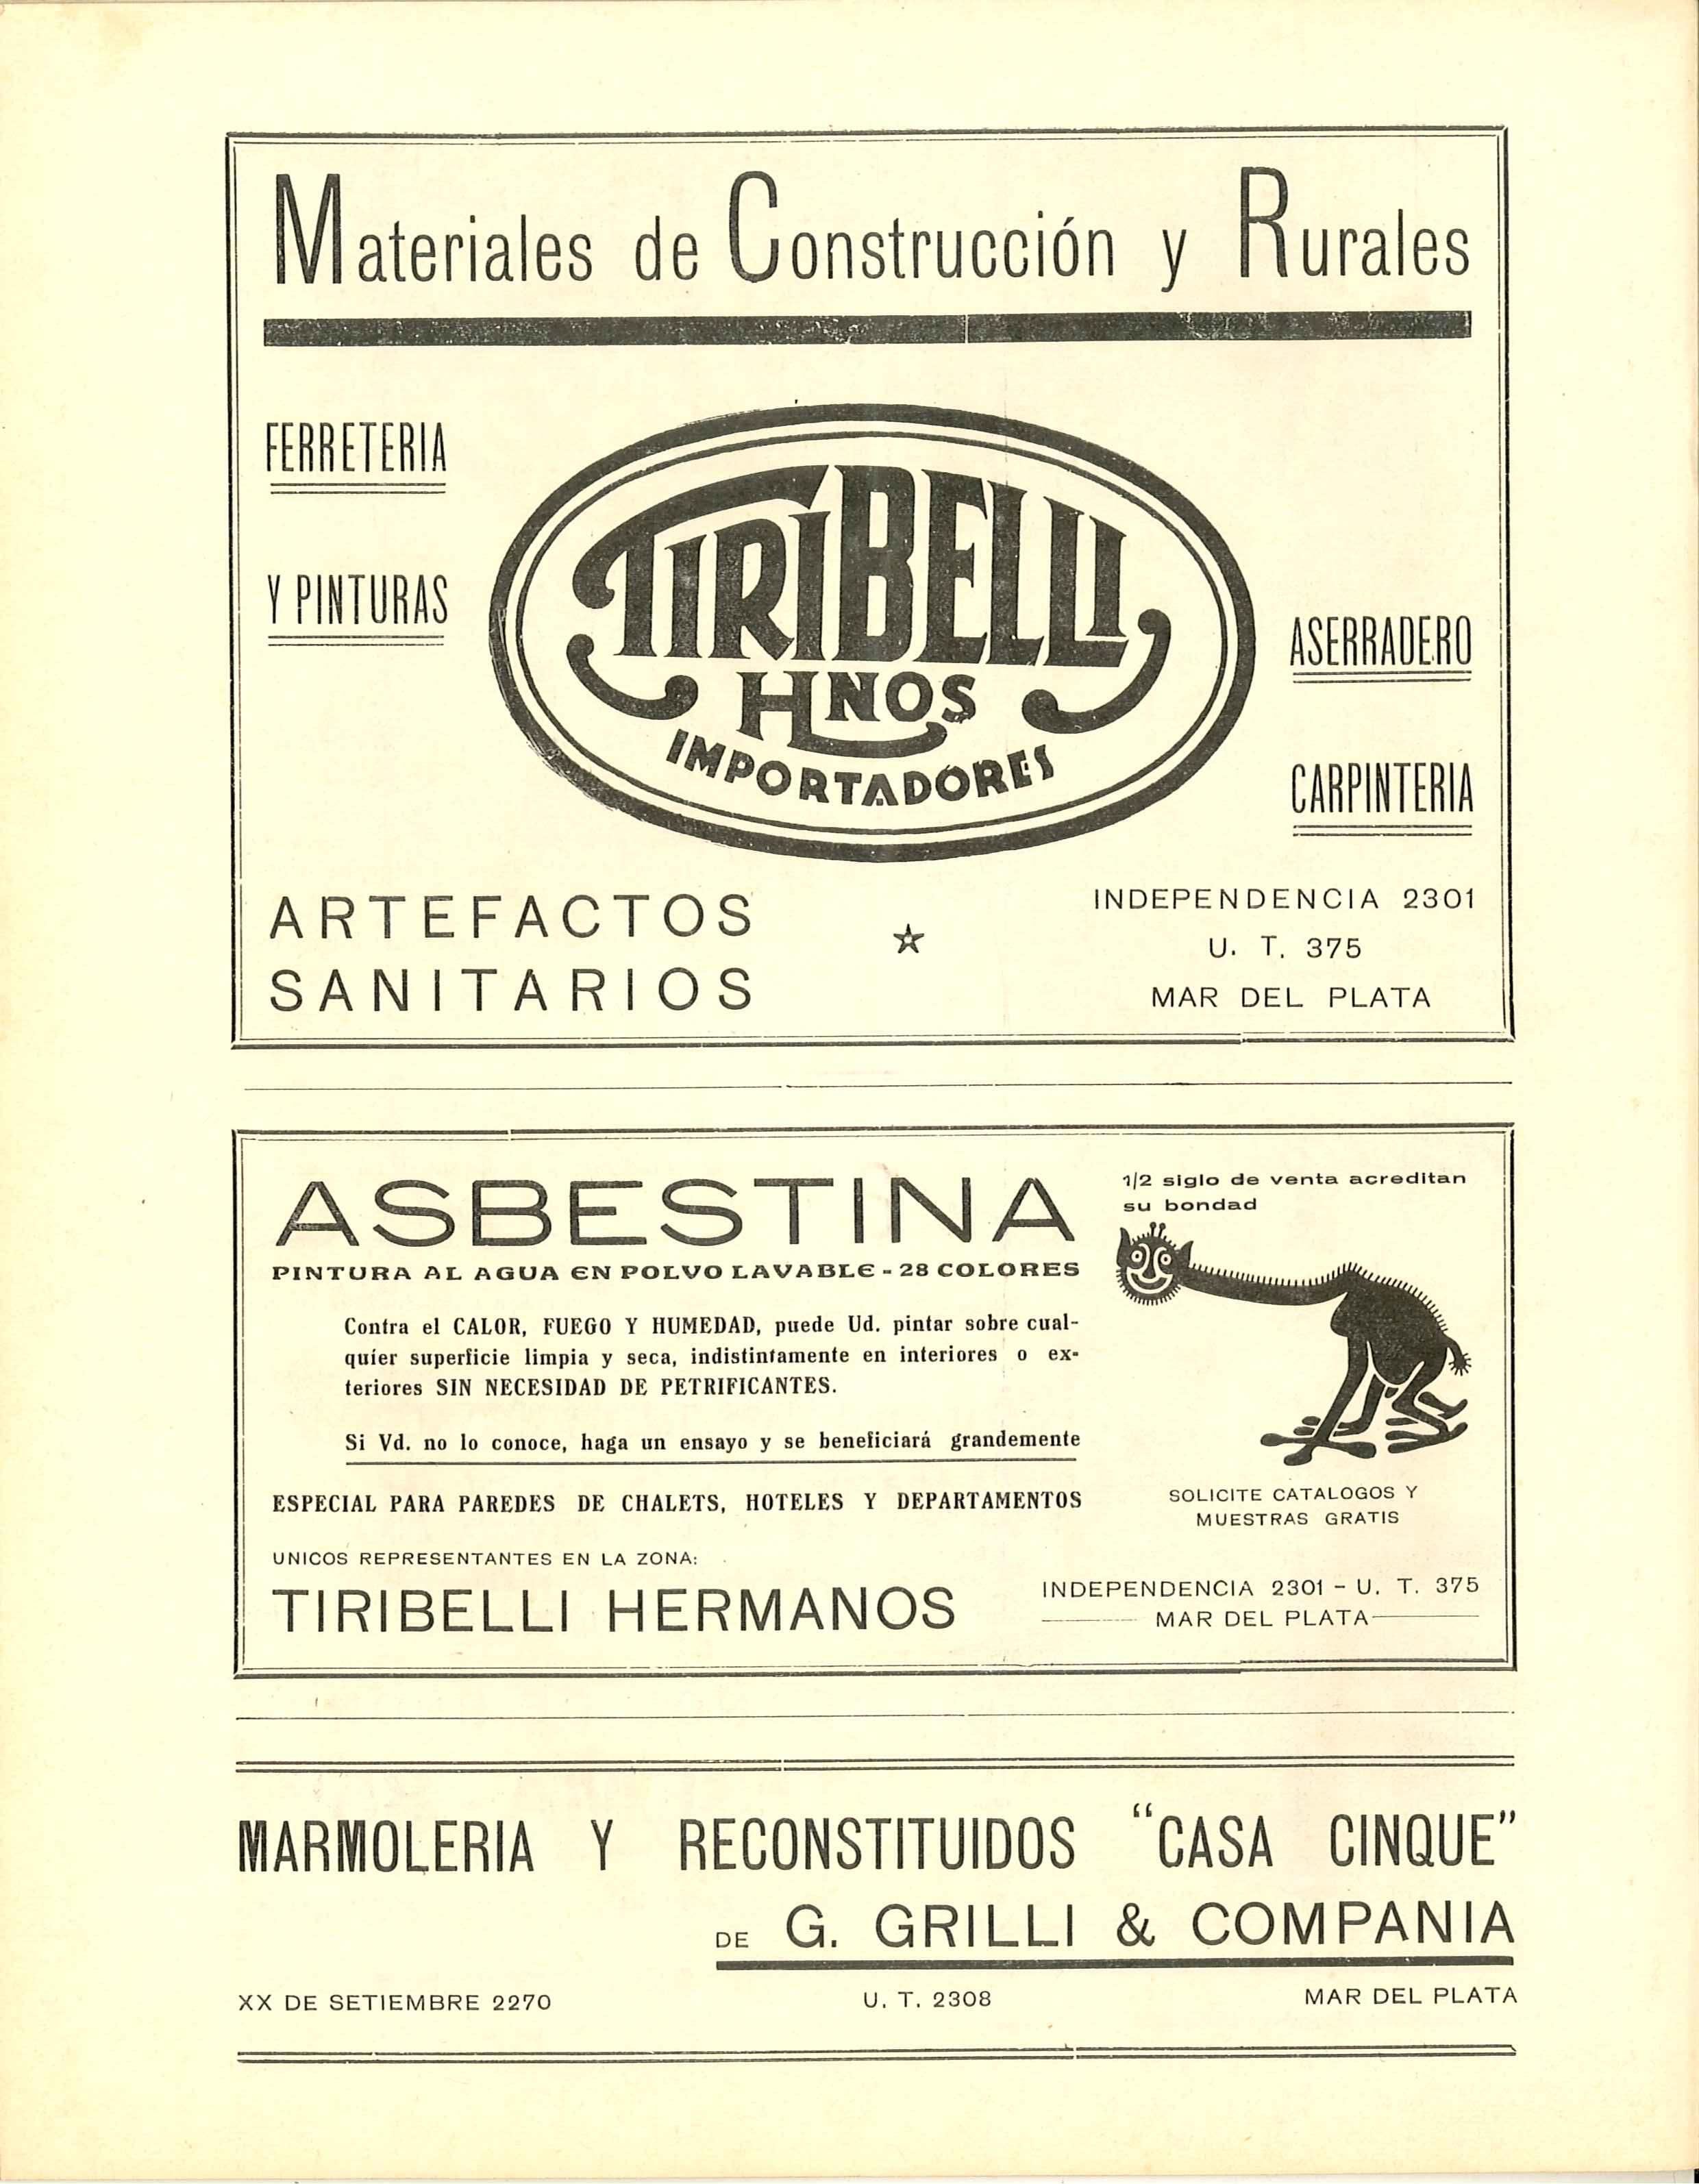 Materiales de Construcción y Rurales
FERRETERIA
Y PINTURAS
TIRIBELLI
HNOS
IMPORTADORES
ASERRADERO
CARPINTERIA
ARTEFACTOS
SANITARIOS
INDEPENDENCIA 2301
U. T. 375
MAR DEL PLATA
ASBESTINA
PINTURA AL AGUA EN POLVO LAVABLE - 28 COLORES
1/2 siglo de venta acreditan
su bondad
Contra el CALOR, FUEGO Y HUMEDAD, puede Ud. pintar sobre cual-
quier superficie limpia y seca, indistintamente en interiores o ex-
teriores SIN NECESIDAD DE PETRIFICANTES.
Si Vd. no lo conoce, haga un ensayo y se beneficiará grandemente
ESPECIAL PARA PAREDES DE CHALETS, HOTELES Y DEPARTAMENTOS
SOLICITE CATALOGOS Y
MUESTRAS GRATIS
UNICOS REPRESENTANTES EN LA ZONA:
TIRIBELLI HERMANOS
INDEPENDENCIA 2301 - U. T. 375
MAR DEL PLATA
MARMOLERIA Y RECONSTITUIDOS "CASA CINQUE"
DE G. GRILLI & COMPANIA
XX DE SETIEMBRE 2270 U. T. 2308 MAR DEL PLATA